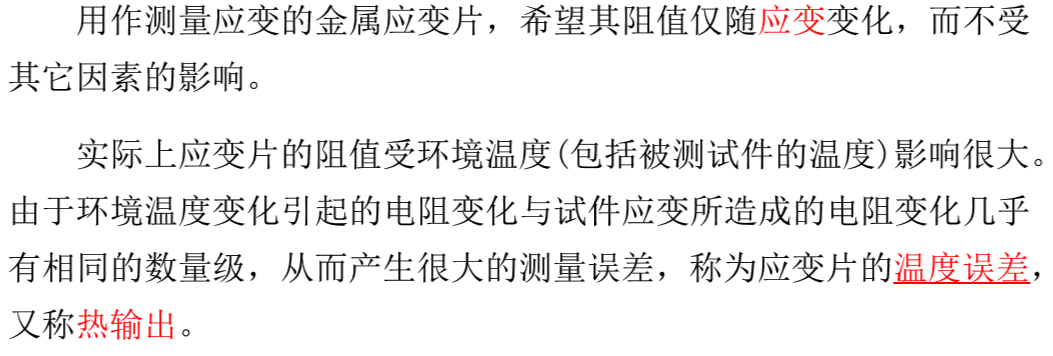 用作测量应变的金属应变片，希望其阻值仅随应变变化，而不受
其它因素的影响。
实际上应变片的阻值受环境温度(包括被测试件的温度)影响很大。
由于环境温度变化引起的电阻变化与试件应变所造成的电阻变化几乎
有相同的数量级，从而产生很大的测量误差，称为应变片的温度误差，
又称热输出。